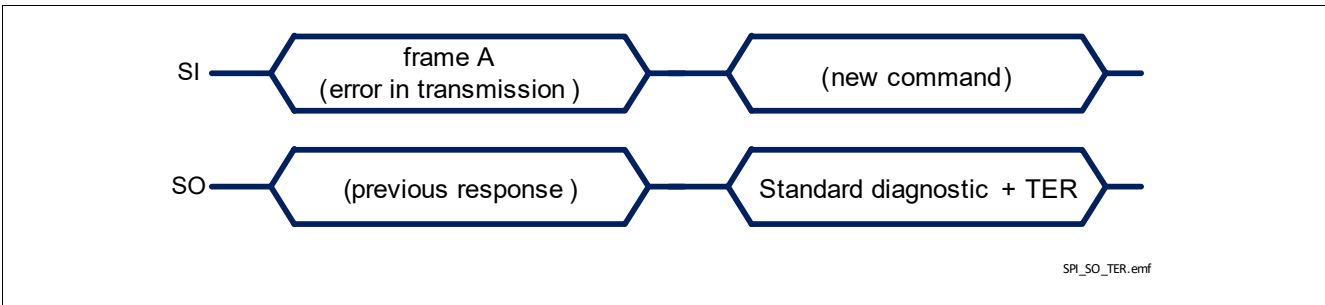 SI
frame A
(error in transmission )
(new command)
SO
(previous response )
Standard diagnostic + TER
SPI_SO_TER.emf